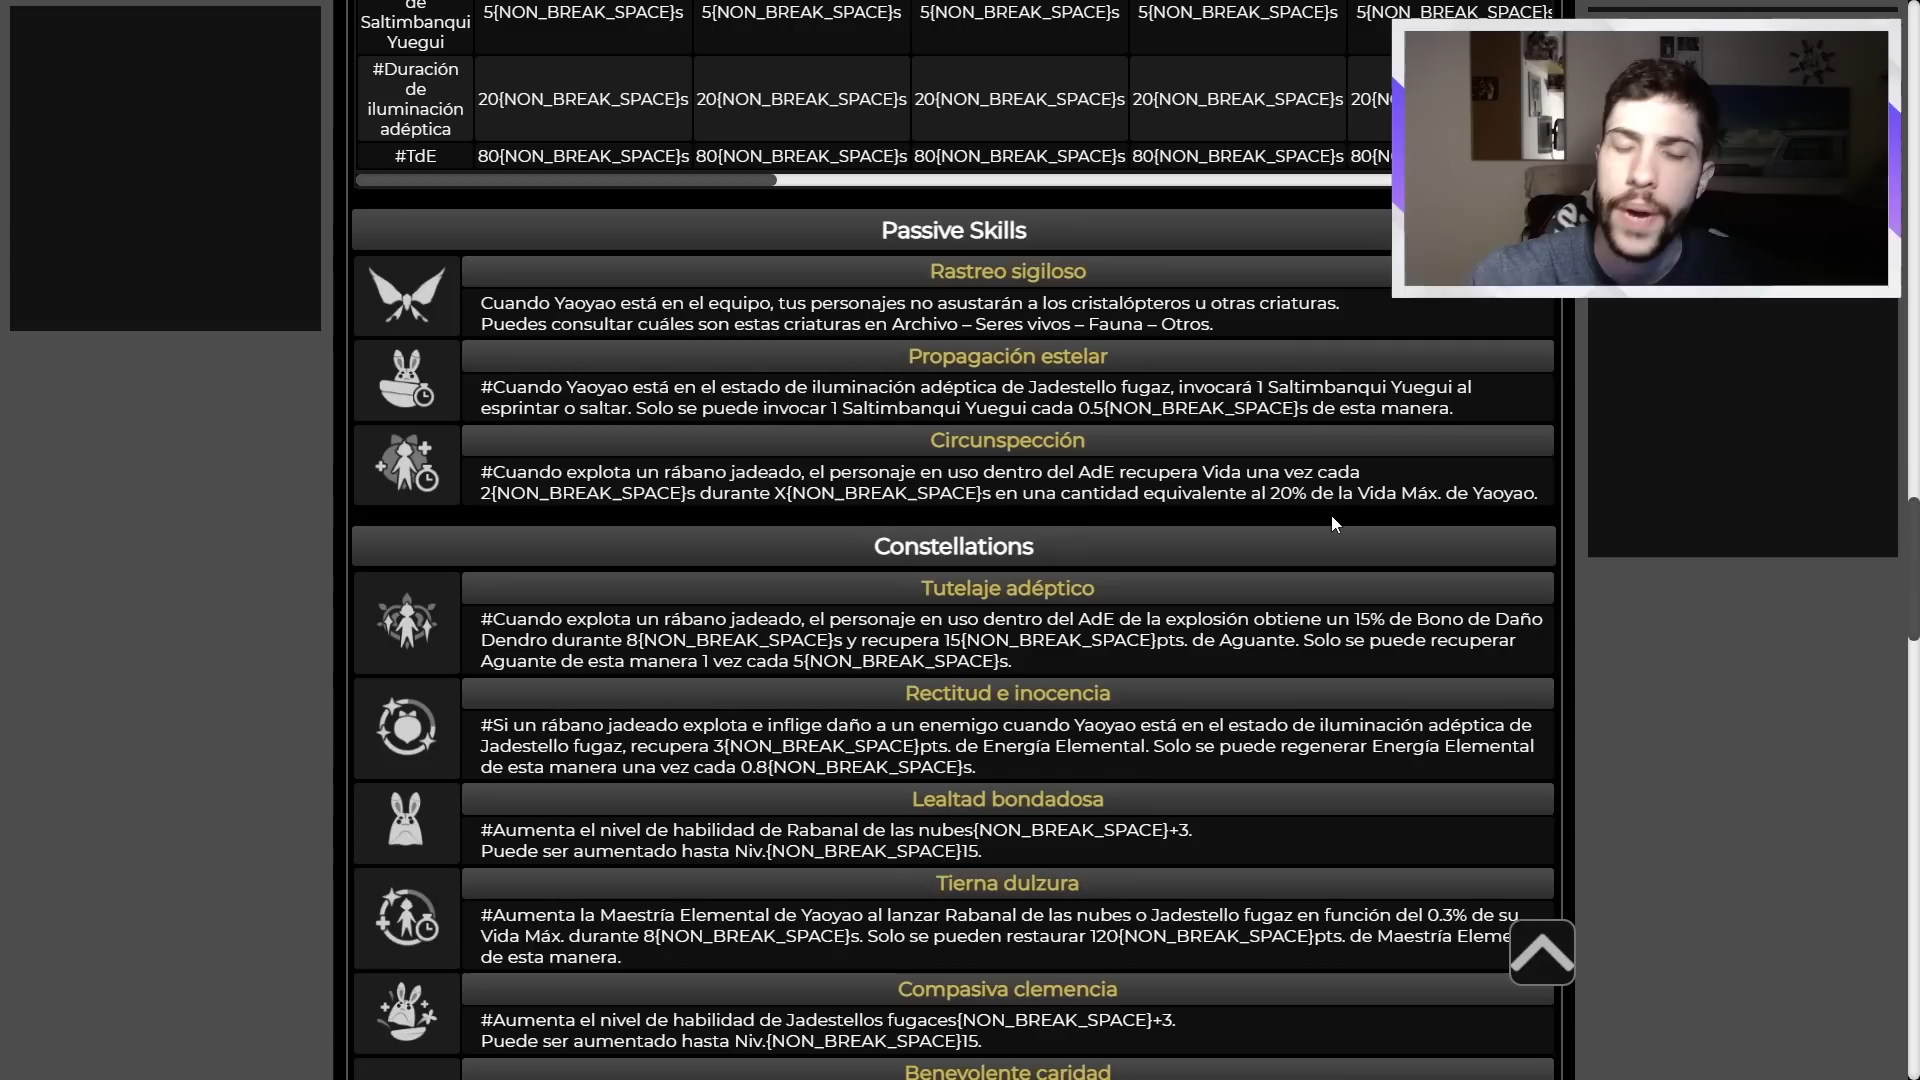 de
Saltimbanqui
Yuegui
5{NON_BREAK_SPACE}s 5{NON_BREAK_SPACE}s 5{NON_BREAK_SPACE}s 5{NON_BREAK_SPACE}s 5{NON_BREAK_SPACE}s
#Duración
de
iluminación
adéptica
20{NON_BREAK_SPACE}s 20{NON_BREAK_SPACE}s 20{NON_BREAK_SPACE}s 20{NON_BREAK_SPACE}s 20{N
#TdE 80{NON_BREAK_SPACE}s 80{NON_BREAK_SPACE}s 80{NON_BREAK_SPACE}s 80{NON_BREAK_SPACE}s 80{N
Passive Skills
Rastreo sigiloso
Cuando Yaoyao está en el equipo, tus personajes no asustarán a los cristalópteros u otras criaturas.
Puedes consultar cuáles son estas criaturas en Archivo – Seres vivos – Fauna – Otros.
Propagación estelar
#Cuando Yaoyao está en el estado de iluminación adéptica de Jadestello fugaz, invocará 1 Saltimbanqui Yuegui al
esprintar o saltar. Solo se puede invocar 1 Saltimbanqui Yuegui cada 0.5{NON_BREAK_SPACE}s de esta manera.
Circunspección
#Cuando explota un rábano jadeado, el personaje en uso dentro del AdE recupera Vida una vez cada
2{NON_BREAK_SPACE}s durante X{NON_BREAK_SPACE}s en una cantidad equivalente al 20% de la Vida Máx. de Yaoyao.
Constellations
Tutelaje adéptico
#Cuando explota un rábano jadeado, el personaje en uso dentro del AdE de la explosión obtiene un 15% de Bono de Daño
Dendro durante 8{NON_BREAK_SPACE}s y recupera 15{NON_BREAK_SPACE}pts. de Aguante. Solo se puede recuperar
Aguante de esta manera 1 vez cada 5{NON_BREAK_SPACE}s.
Rectitud e inocencia
#Si un rábano jadeado explota e inflige daño a un enemigo cuando Yaoyao está en el estado de iluminación adéptica de
Jadestello fugaz, recupera 3{NON_BREAK_SPACE}pts. de Energía Elemental. Solo se puede regenerar Energía Elemental
de esta manera una vez cada 0.8{NON_BREAK_SPACE}s.
Lealtad bondadosa
#Aumenta el nivel de habilidad de Rabanal de las nubes{NON_BREAK_SPACE}+3.
Puede ser aumentado hasta Niv.{NON_BREAK_SPACE}15.
Tierna dulzura
#Aumenta la Maestría Elemental de Yaoyao al lanzar Rabanal de las nubes o Jadestello fugaz en función del 0.3% de su
Vida Máx. durante 8{NON_BREAK_SPACE}s. Solo se pueden restaurar 120{NON_BREAK_SPACE}pts. de Maestría Eleme
de esta manera.
Compasiva clemencia
#Aumenta el nivel de habilidad de Jadestellos fugaces{NON_BREAK_SPACE}+3.
Puede ser aumentado hasta Niv.{NON_BREAK_SPACE}15.
Benevolente caridad